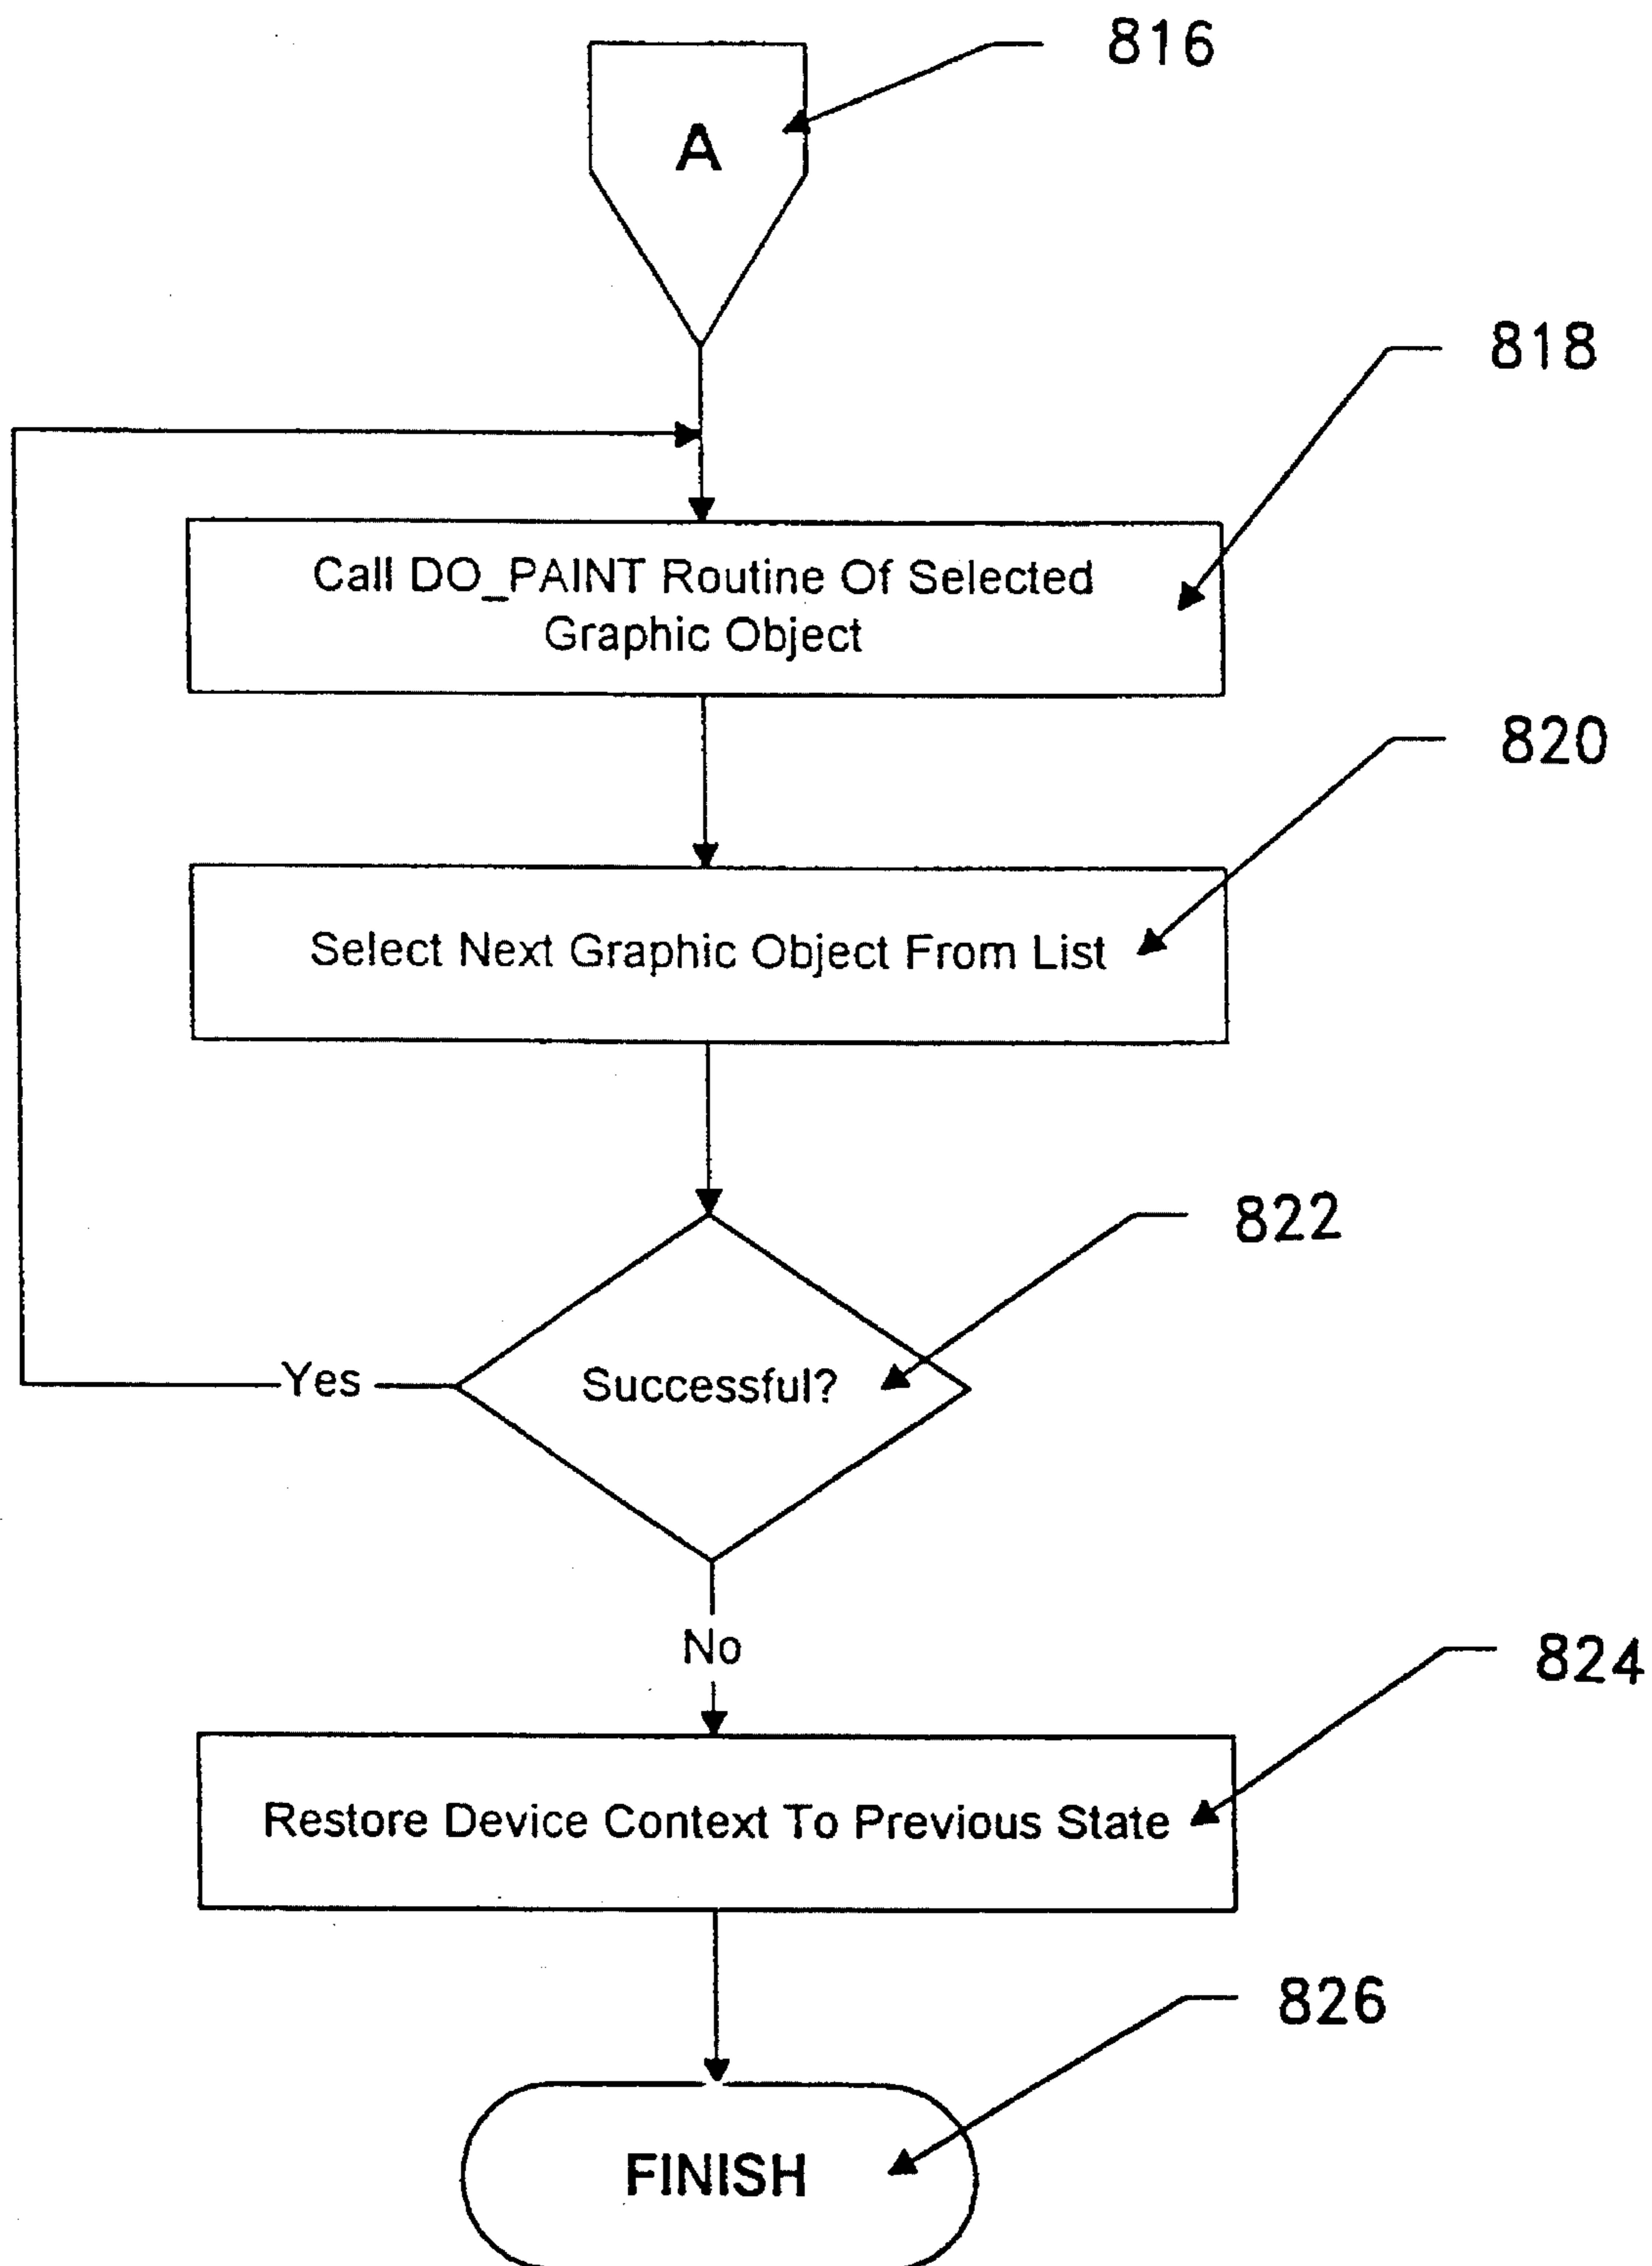 816
A
818
Call DO_PAINT Routine Of Selected
Graphic Object
820
Select Next Graphic Object From List
822
Yes
Successful?
No
824
Restore Device Context To Previous State
826
FINISH